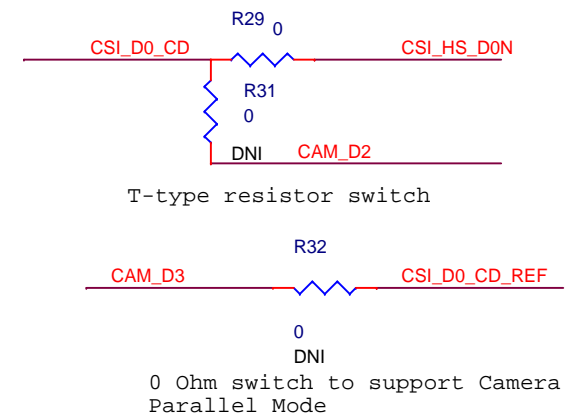 R29
0
CSI_D0_CD
CSI_HS_D0N
R31
0
DNI
CAM_D2
T-type resistor switch
R32
CAM_D3
CSI_D0_CD_REF
0
DNI
0 Ohm switch to support Camera
Parallel Mode